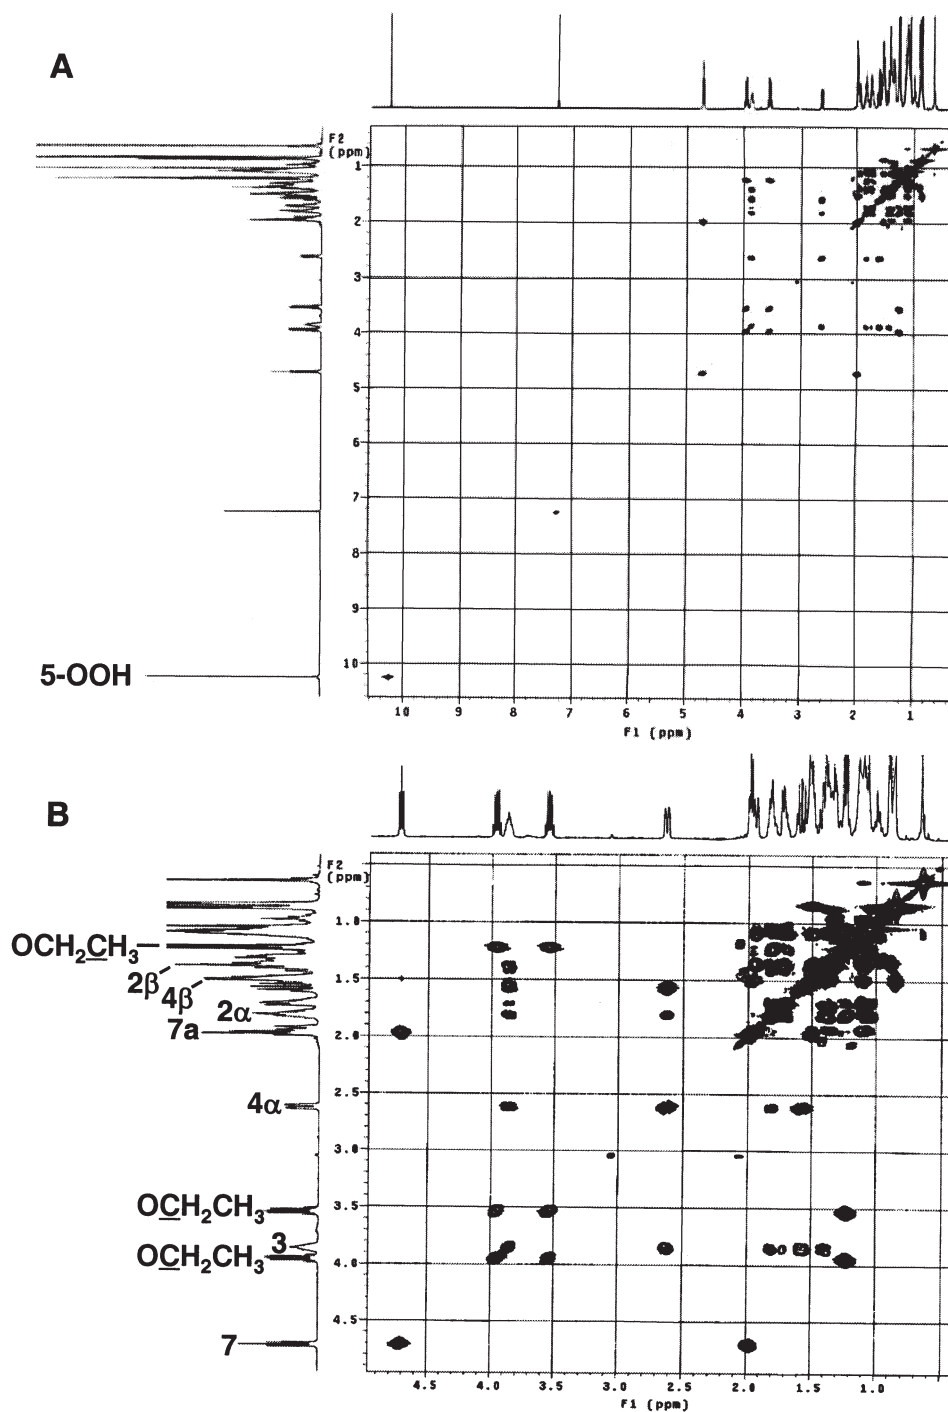 A
F2
(ppm)
1
2
3
4
5
6
7
8
9
10
5-OOH
10 9 8 7 6 5 4 3 2 1
F1 (ppm)
B
F2
(ppm)
1.0
OCH2CH3
2β
4β
1.5
2α
7a
2.0
2.5
4α
3.0
OCH2CH3
3.5
3
OCH2CH3
4.0
4.5
7
4.5 4.0 3.5 3.0 2.5 2.0 1.5 1.0
F1 (ppm)